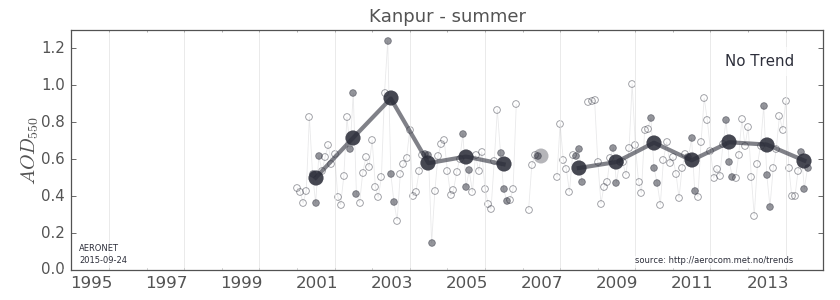 Kanpur - summer
No Trend
AOD550
1.2
1.0
0.8
0.6
0.4
0.2
0.0
AERONET
2015-09-24
source: http://aerocom.met.no/trends
1995 1997 1999 2001 2003 2005 2007 2009 2011 2013